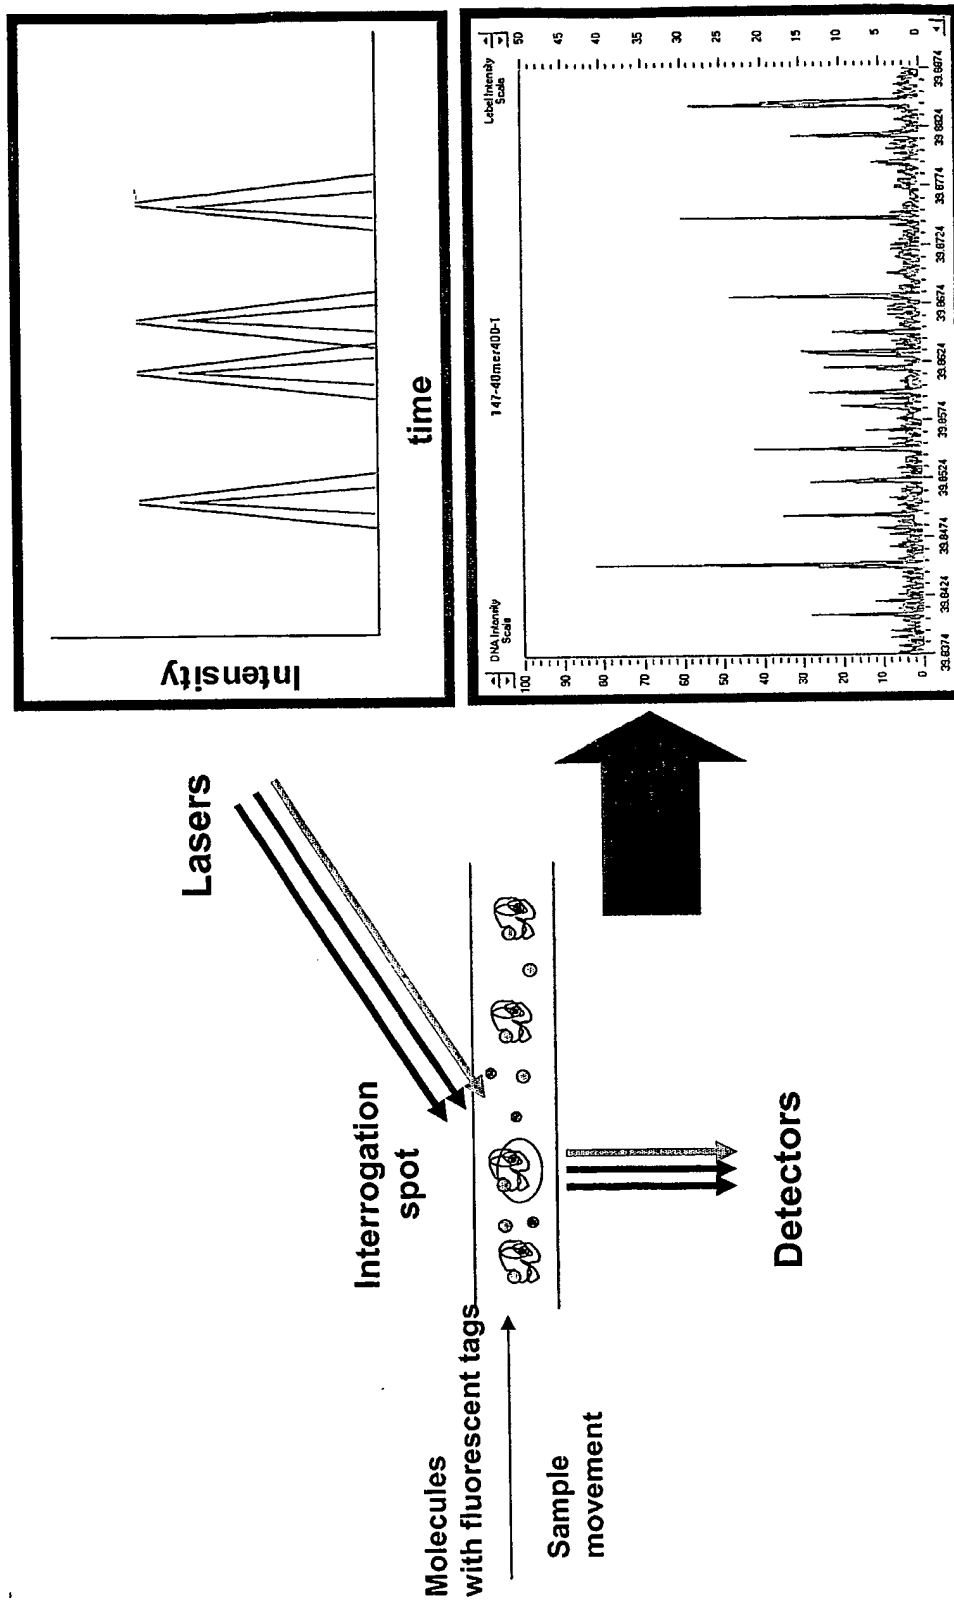 Molecules
with fluorescent tags
Sample
movement
Interrogation
spot
Lasers
Detectors
Intensity
time
DNA Intensity
Scale
147-40mer400-1
Label Intensity
Scale
100
90
80
70
60
50
40
30
20
10
0
50
45
40
35
30
25
20
15
10
5
0
39.8374
39.8424
39.8474
39.8524
39.8574
39.8624
39.8674
39.8724
39.8774
39.8824
39.8874